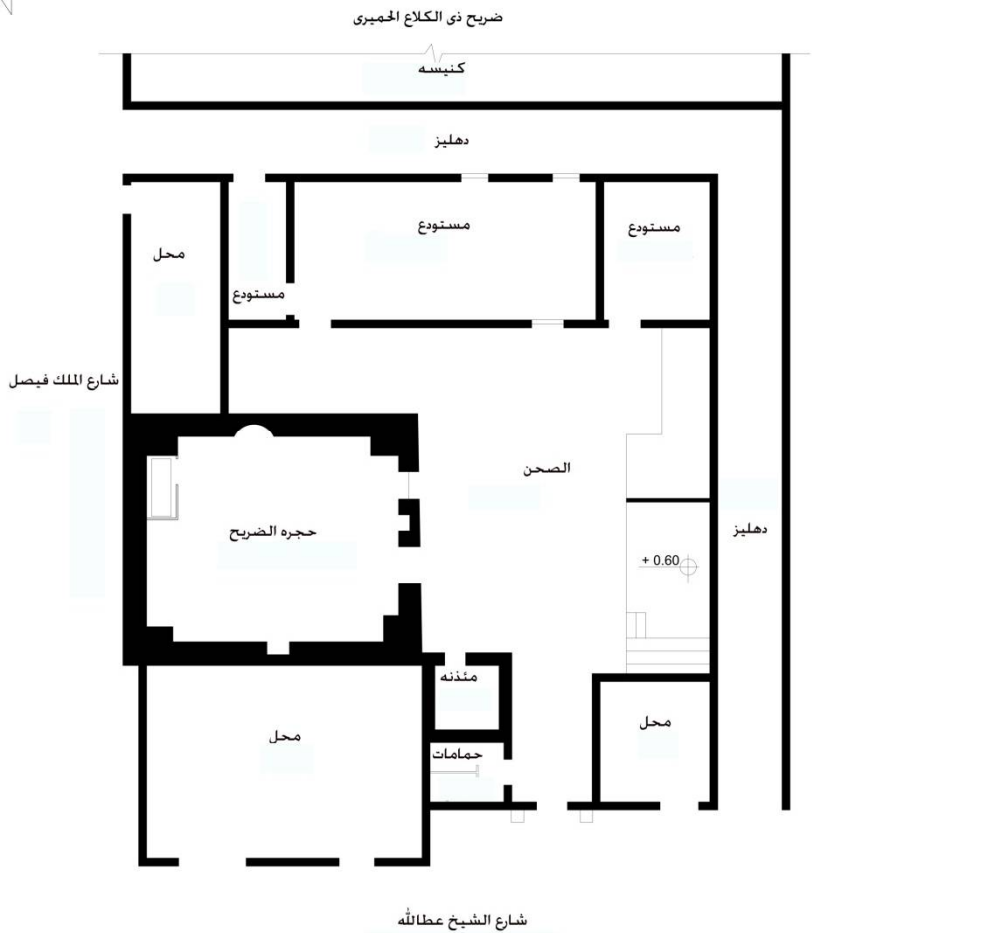 ضريح ذى الكلاع الحميرى
كنيسه
دهليز
مستودع
مستودع
محل
مستودع
شارع الملك فيصل
الصحن
حجره الضريح
دهليز
+ 0.60
مئذنه
محل
محل
حمامات
شارع الشيخ عطالله